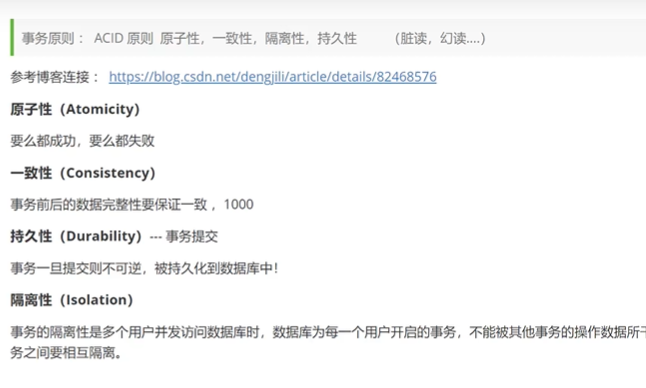 事务原则： ACID 原则 原子性，一致性，隔离性，持久性 （脏读，幻读....）
参考博客连接： https://blog.csdn.net/dengjili/article/details/82468576
原子性（Atomicity）
要么都成功，要么都失败
一致性（Consistency）
事务前后的数据完整性要保证一致 ，1000
持久性（Durability）--- 事务提交
事务一旦提交则不可逆，被持久化到数据库中！
隔离性（Isolation）
事务的隔离性是多个用户并发访问数据库时，数据库为每一个用户开启的事务，不能被其他事务的操作数据所干
务之间要相互隔离。